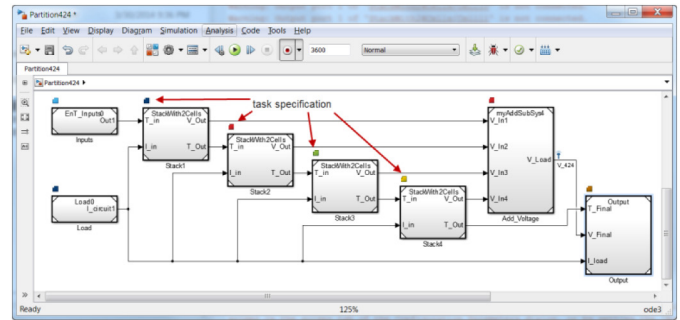 Partition424 *
File Edit View Display Diagram Simulation Analysis Code Tools Help
3600 Normal
Partition424
Partition424
task specification
EnT_Inputs0
Out1
Inputs
StackWith2Cells
T_in V_Out
I_in T_Out
Stack1
StackWith2Cells
T_in V_Out
I_in T_Out
Stack2
StackWith2Cells
T_in V_Out
I_in T_Out
Stack3
StackWith2Cells
T_in V_Out
I_in T_Out
Stack4
myAddSubSys4
V_In1
V_In2
V_In3
V_In4
V_Load
Add_Voltage
V_424
Load0
I_circuit1
Load
Output
T_Final
V_Final
I_load
Output
Ready 125% ode3